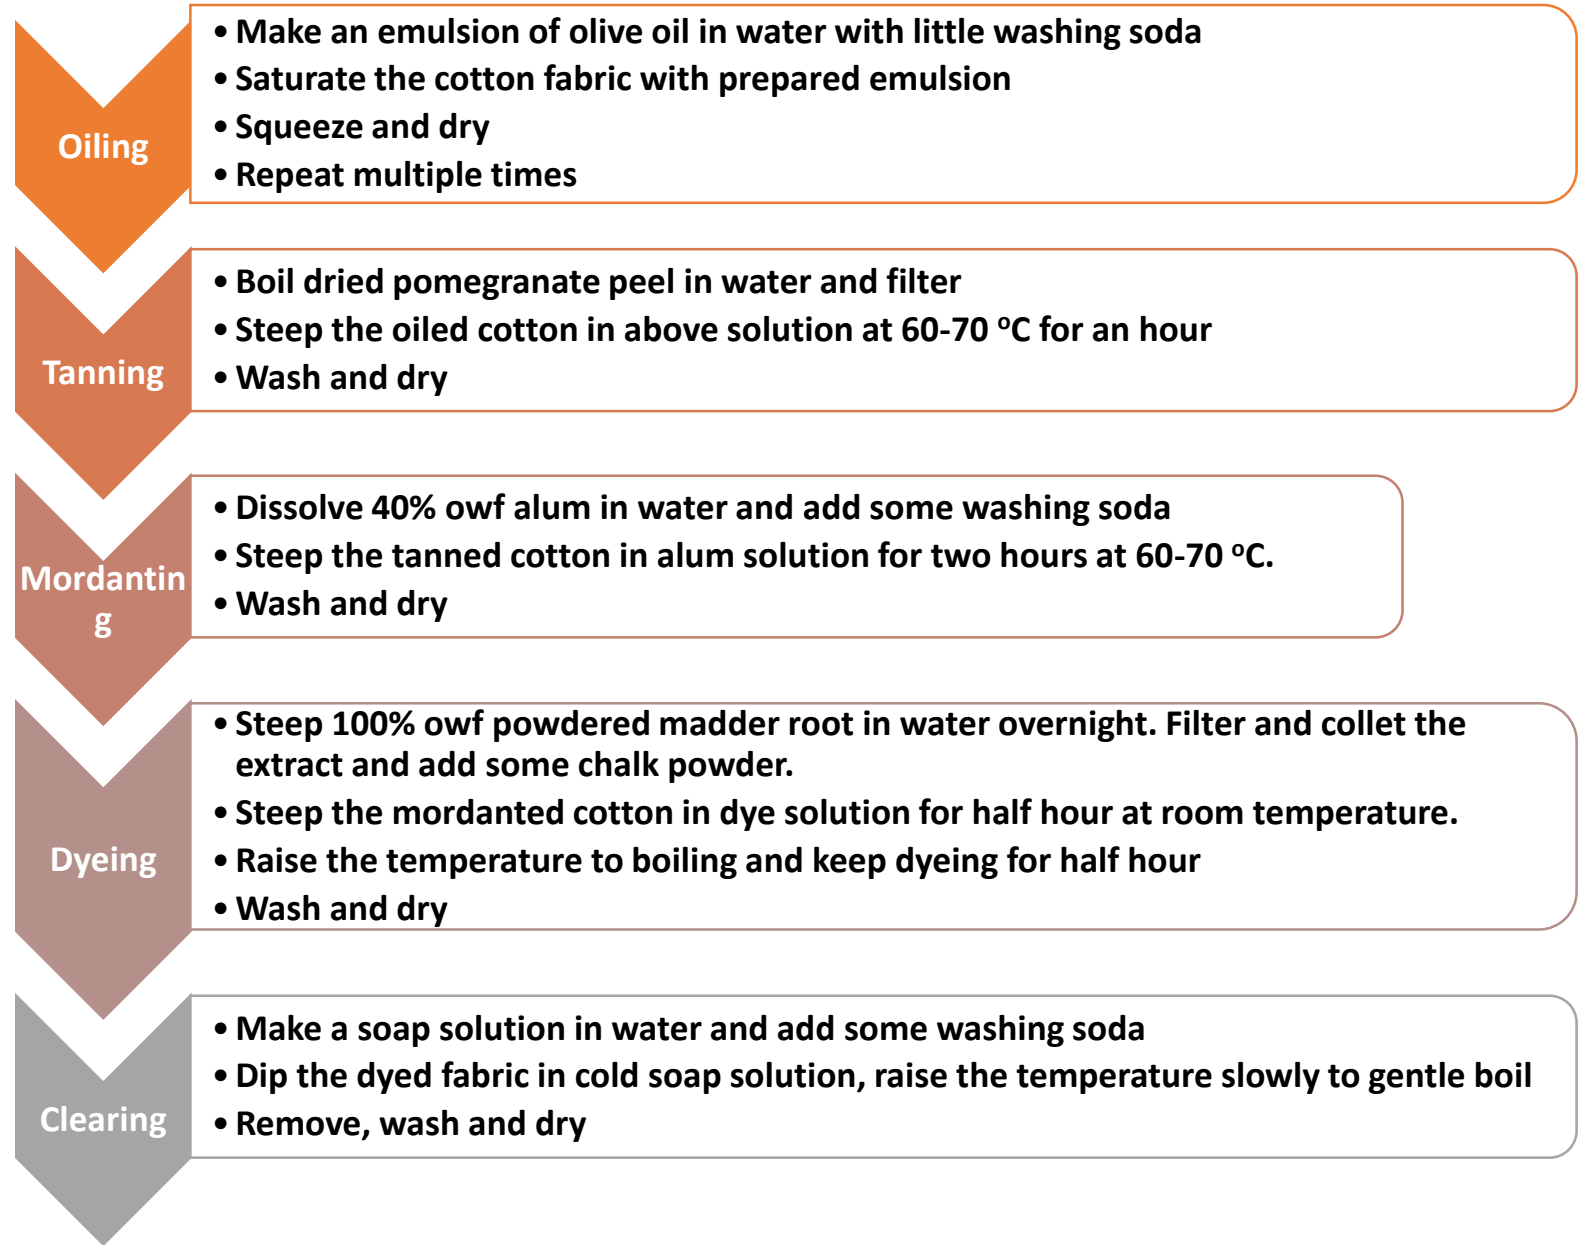 Oiling
• Make an emulsion of olive oil in water with little washing soda
• Saturate the cotton fabric with prepared emulsion
• Squeeze and dry
• Repeat multiple times
Tanning
• Boil dried pomegranate peel in water and filter
• Steep the oiled cotton in above solution at 60-70 ºC for an hour
• Wash and dry
Mordantin
g
• Dissolve 40% owf alum in water and add some washing soda
• Steep the tanned cotton in alum solution for two hours at 60-70 ºC.
• Wash and dry
Dyeing
• Steep 100% owf powdered madder root in water overnight. Filter and collet the
extract and add some chalk powder.
• Steep the mordanted cotton in dye solution for half hour at room temperature.
• Raise the temperature to boiling and keep dyeing for half hour
• Wash and dry
Clearing
• Make a soap solution in water and add some washing soda
• Dip the dyed fabric in cold soap solution, raise the temperature slowly to gentle boil
• Remove, wash and dry